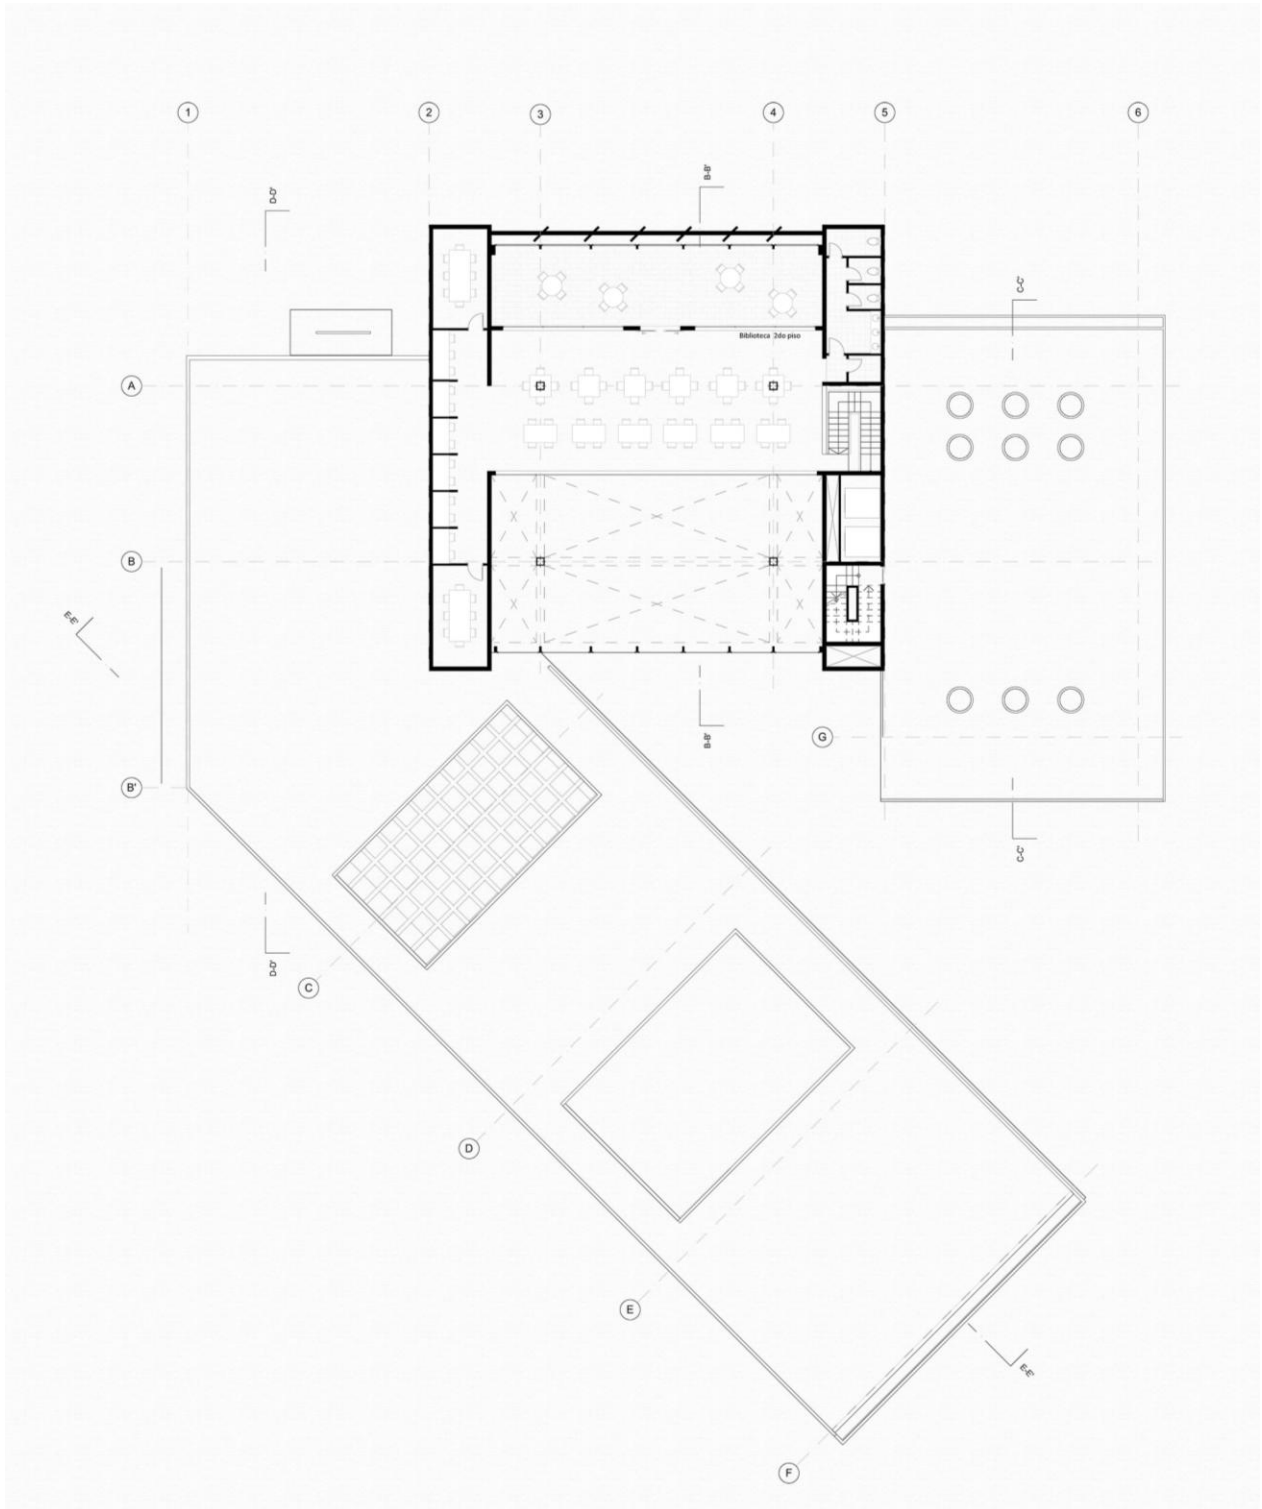 1
2
3
4
5
6
B-B'
D-D'
C-C'
Biblioteca 2do piso
A
B
E-E'
G
B-B'
B'
C-C'
D-D'
C
D
E
E-E'
F